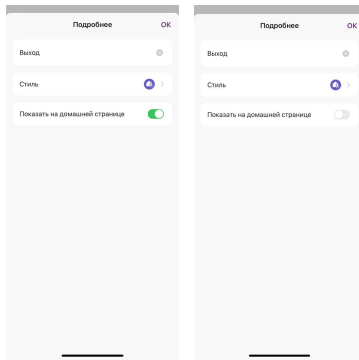 Подробнее OK
Выход
Стиль
Показать на домашней странице
Подробнее OK
Выход
Стиль
Показать на домашней странице